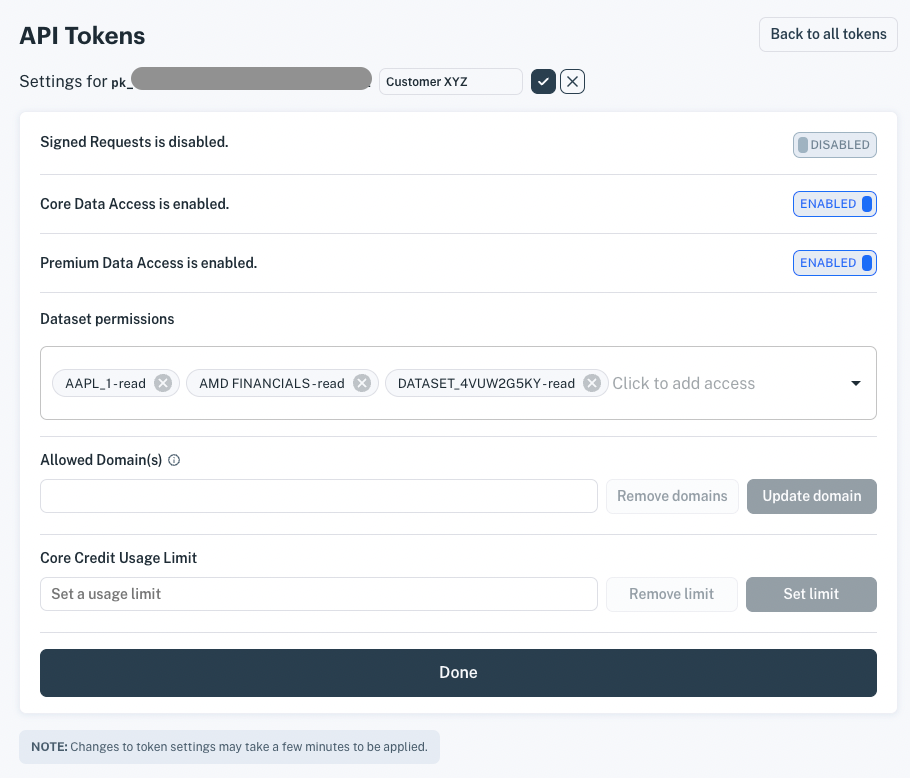 API Tokens
Back to all tokens
Settings for pk_
Customer XYZ
Signed Requests is disabled.
DISABLED
Core Data Access is enabled.
ENABLED
Premium Data Access is enabled.
ENABLED
Dataset permissions
AAPL_1-read AMD FINANCIALS-read DATASET_4VUW2G5KY-read Click to add access
Allowed Domain(s)
Remove domains Update domain
Core Credit Usage Limit
Set a usage limit Remove limit Set limit
Done
NOTE: Changes to token settings may take a few minutes to be applied.